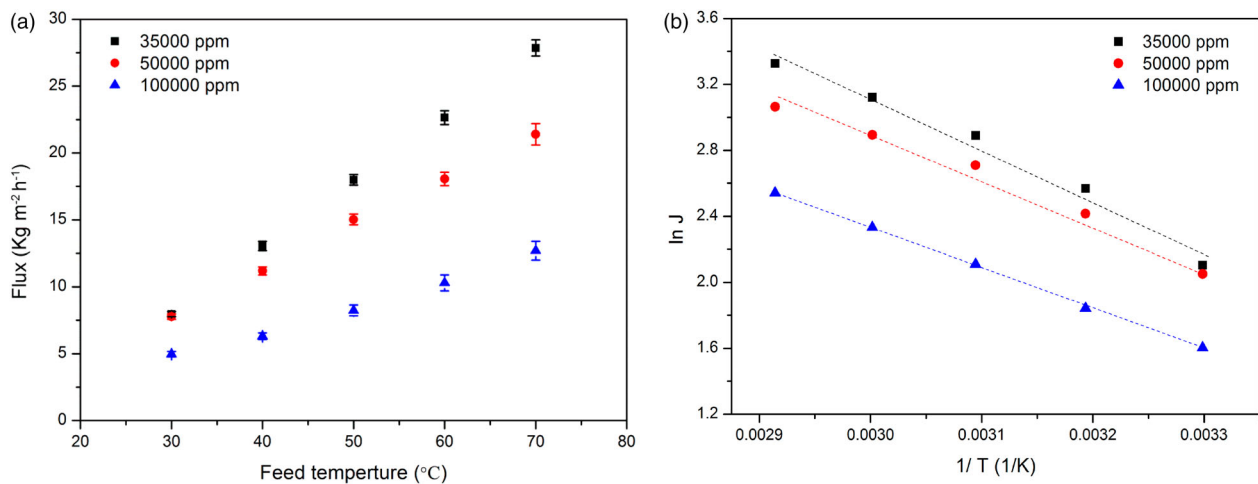 (a)
30
25
20
15
10
5
0
Flux (Kg m⁻² h⁻¹)
35000 ppm
50000 ppm
100000 ppm
20 30 40 50 60 70 80
Feed temperture (°C)
(b)
3.6
3.2
2.8
2.4
2.0
1.6
1.2
ln J
35000 ppm
50000 ppm
100000 ppm
0.0029 0.0030 0.0031 0.0032 0.0033
1/ T (1/K)